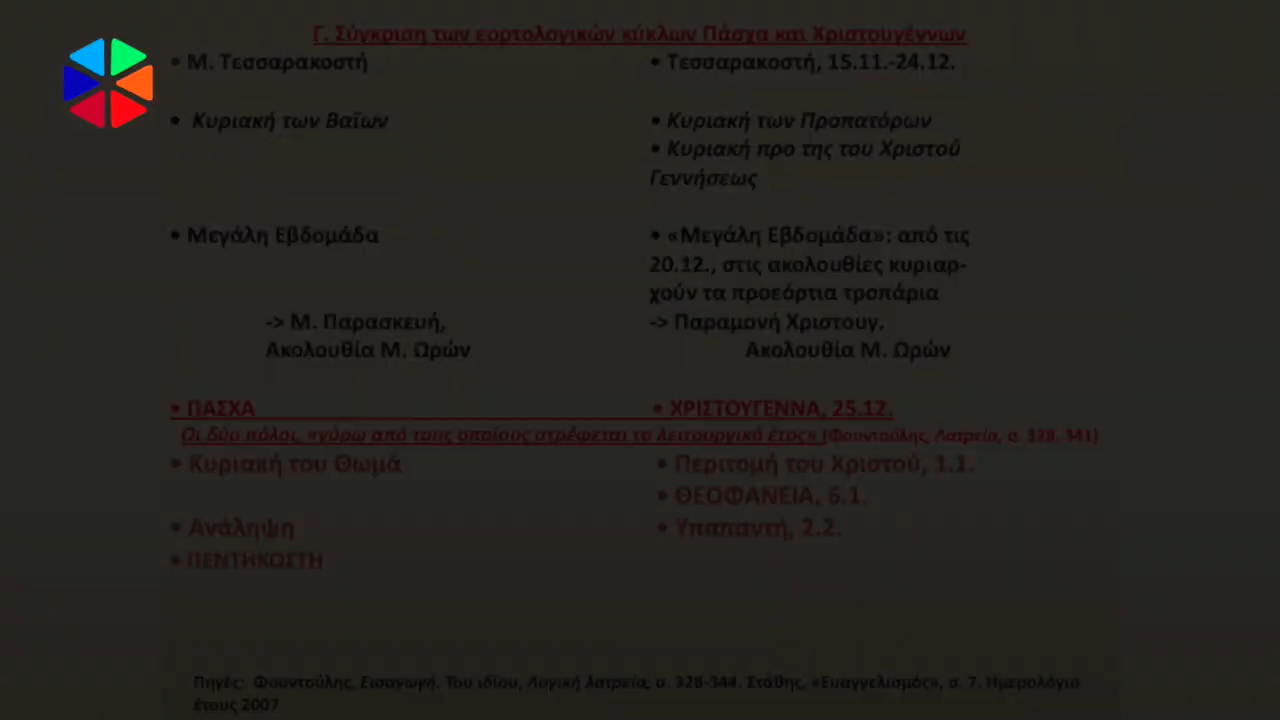 Γ. Σύγκριση των εορτολογικών κύκλων Πάσχα και Χριστουγέννων
• Μ. Τεσσαρακοστή
• Τεσσαρακοστή, 15.11.-24.12.
• Κυριακή των Βαΐων
• Κυριακή των Προπατόρων
• Κυριακή προ της του Χριστού
Γεννήσεως
• Μεγάλη Εβδομάδα
• «Μεγάλη Εβδομάδα»: από τις
20.12., στις ακολουθίες κυριαρ-
χούν τα προεόρτια τροπάρια
-> Μ. Παρασκευή,
-> Παραμονή Χριστουγ.
Ακολουθία Μ. Ωρών
Ακολουθία Μ. Ωρών
• ΠΑΣΧΑ
• ΧΡΙΣΤΟΥΓΕΝΝΑ, 25.12.
Οι δύο πόλοι, «γύρω από τους οποίους στρέφεται το λειτουργικό έτος» (Φουντούλης, Λατρεία, σ. 328, 341)
• Κυριακή του Θωμά
• Περιτομή του Χριστού, 1.1.
• ΘΕΟΦΑΝΕΙΑ, 6.1.
• Ανάληψη
• Υπαπαντή, 2.2.
• ΠΕΝΤΗΚΟΣΤΗ
Πηγές: Φουντούλης, Εισαγωγή. Του ιδίου, Λογική λατρεία, σ. 328-344. Στάθης, «Ευαγγελισμός», σ. 7. Ημερολόγιο
έτους 2007